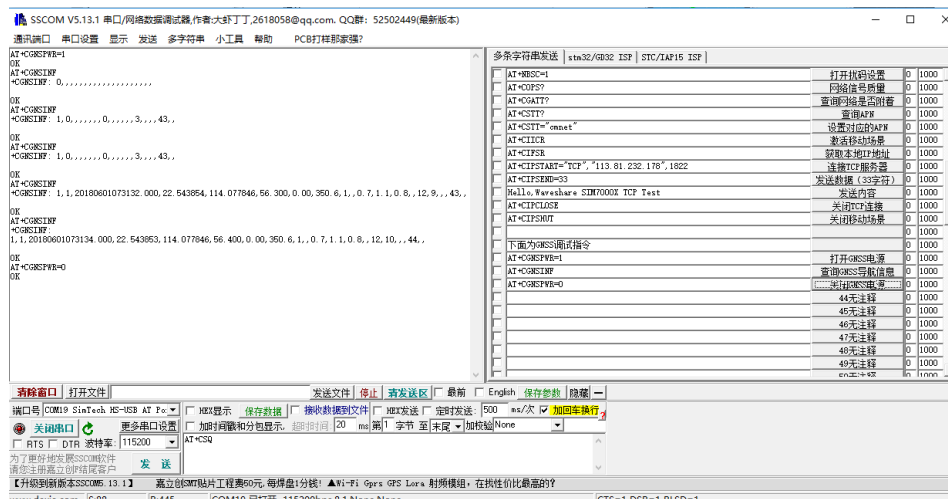 SSCOM V5.13.1 串口/网络数据调试器,作者:大虾丁丁,2618058@qq.com. QQ群: 52502449(最新版本)
通讯端口 串口设置 显示 发送 多字符串 小工具 帮助 PCB打样那家强?
AT+CGNSPWR=1
OK
AT+CGNSINF
+CGNSINF: 0,,,,,,,,,,,,,,,,,,,,
OK
AT+CGNSINF
+CGNSINF: 1,0,,,,,,0,,,,,3,,,43,,
OK
AT+CGNSINF
+CGNSINF: 1,0,,,,,,0,,,,,3,,,43,,
OK
AT+CGNSINF
+CGNSINF: 1,1,20180601073132.000,22.543854,114.077846,56.300,0.00,350.6,1,,0.7,1.1,0.8,,12,9,,,43,,
OK
AT+CGNSINF
+CGNSINF:
1,1,20180601073134.000,22.543853,114.077846,56.400,0.00,350.6,1,,0.7,1.1,0.8,,12,10,,,44,,
OK
AT+CGNSPWR=0
OK
多条字符串发送 stm32/GD32 ISP STC/IAP15 ISP
AT+NBSC=1 打开扰码设置 0 1000
AT+COPS? 网络信号质量 0 1000
AT+CGATT? 查询网络是否附着 0 1000
AT+CSTT? 查询APN 0 1000
AT+CSTT="cmnet" 设置对应的APN 0 1000
AT+CIICR 激活移动场景 0 1000
AT+CIFSR 获取本地IP地址 0 1000
AT+CIPSTART="TCP","113.81.232.178",1822 连接TCP服务器 0 1000
AT+CIPSEND=33 发送数据(33字符) 0 1000
Hello,Waveshare SIM7000X TCP Test 发送内容 0 1000
AT+CIPCLOSE 关闭TCP连接 0 1000
AT+CIPSHUT 关闭移动场景 0 1000
0 1000
下面为GNSS调试指令 0 1000
AT+CGNSPWR=1 打开GNSS电源 0 1000
AT+CGNSINF 查询GNSS导航信息 0 1000
AT+CGNSPWR=0 关闭GNSS电源 0 1000
44无注释 0 1000
45无注释 0 1000
46无注释 0 1000
47无注释 0 1000
48无注释 0 1000
49无注释 0 1000
50无注释 0 1000
清除窗口 打开文件 发送文件 停止 清发送区 最前 English 保存参数 隐藏
端口号 COM19 SimTech HS-USB AT Po HEX显示 保存数据 接收数据到文件 HEX发送 定时发送: 500 ms/次 加回车换行
关闭串口 更多串口设置 加时间戳和分包显示, 超时时间: 20 ms 第 1 字节 至 末尾 加校验 None
RTS DTR 波特率: 115200 AT+CSQ
为了更好地发展SSCOM软件
请您注册嘉立创F结尾客户 发 送
【升级到新版本SSCOM5.13.1】 嘉立创SMT贴片工程费50元,每焊盘1分钱! ▲Wi-Fi Gprs GPS Lora 射频模组,在找性价比最高的?
www.daxia.com S:88 R:445 COM19 已打开 115200bps,8,1,None,None CTS=1 DSR=1 RLSD=1